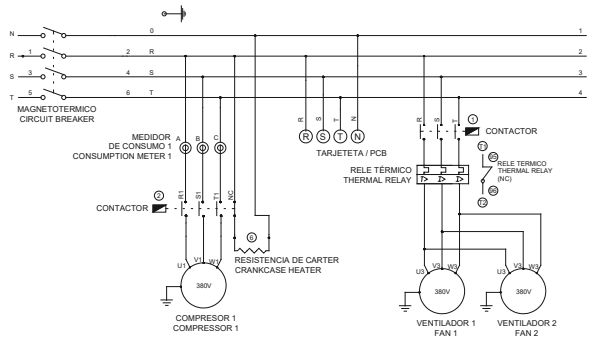 N
0
1
R
1
2
R
2
S
3
4
S
3
T
5
6
T
4
MAGNETOTERMICO
CIRCUIT BREAKER
MEDIDOR
DE CONSUMO 1
CONSUMPTION METER 1
A
B
C
R
S
T
N
R
S
T
N
TARJETETA / PCB
R
S
T
1
CONTACTOR
T1
95
RELE TERMICO
THERMAL RELAY
(NC)
96
T2
RELE TÉRMICO
THERMAL RELAY
2
CONTACTOR
R1
S1
T1
NC
6
RESISTENCIA DE CARTER
CRANKCASE HEATER
U1
V1
W1
380V
COMPRESOR 1
COMPRESSOR 1
U3
V3
W3
380V
VENTILADOR 1
FAN 1
U3
V3
W3
380V
VENTILADOR 2
FAN 2